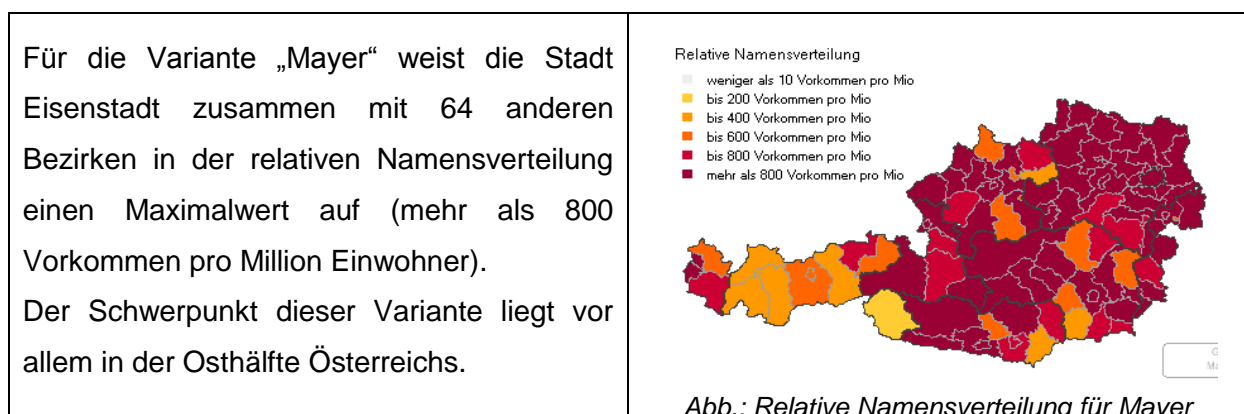 Für die Variante „Mayer“ weist die Stadt
Eisenstadt zusammen mit 64 anderen
Bezirken in der relativen Namensverteilung
einen Maximalwert auf (mehr als 800
Vorkommen pro Million Einwohner).
Der Schwerpunkt dieser Variante liegt vor
allem in der Osthälfte Österreichs.
Relative Namensverteilung
weniger als 10 Vorkommen pro Mio
bis 200 Vorkommen pro Mio
bis 400 Vorkommen pro Mio
bis 600 Vorkommen pro Mio
bis 800 Vorkommen pro Mio
mehr als 800 Vorkommen pro Mio
Abb.: Relative Namensverteilung für Mayer